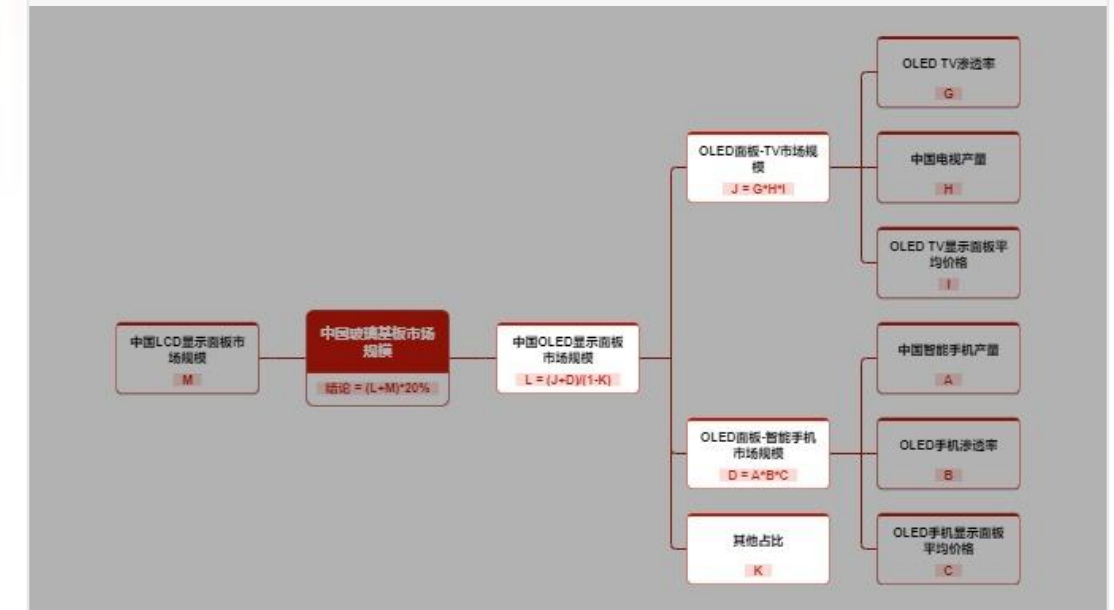 OLED TV渗透率
G
OLED面板-TV市场规
模
J = G*H*I
中国电视产量
H
OLED TV显示面板平
均价格
I
中国LCD显示面板市
场规模
M
中国玻璃基板市场
规模
结论 = (L+M)*20%
中国OLED显示面板
市场规模
L = (J+D)/(1-K)
中国智能手机产量
A
OLED面板-智能手机
市场规模
D = A*B*C
OLED手机渗透率
B
其他占比
K
OLED手机显示面板
平均价格
C